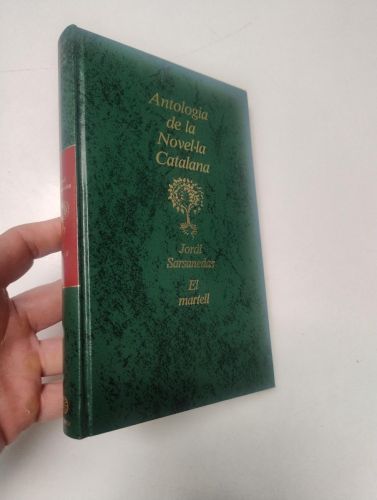 Antologia
de la
Novel·la
Catalana
Jordi
Sarsanedas
El
martell